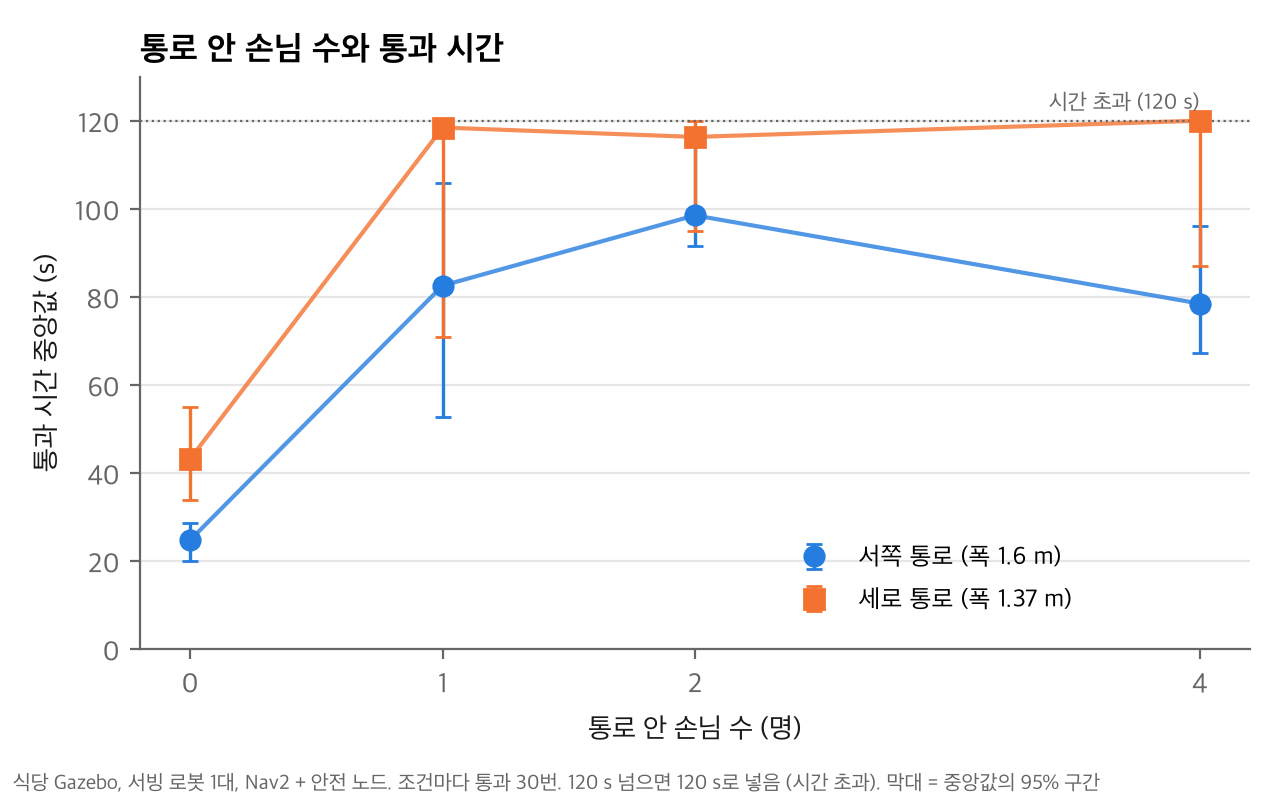 통로 안 손님 수와 통과 시간
시간 초과 (120 s)
120
100
80
60
40
20
0
통과 시간 중앙값 (s)
서쪽 통로 (폭 1.6 m)
세로 통로 (폭 1.37 m)
0 1 2 4
통로 안 손님 수 (명)
식당 Gazebo, 서빙 로봇 1대, Nav2 + 안전 노드. 조건마다 통과 30번. 120 s 넘으면 120 s로 넣음 (시간 초과). 막대 = 중앙값의 95% 구간